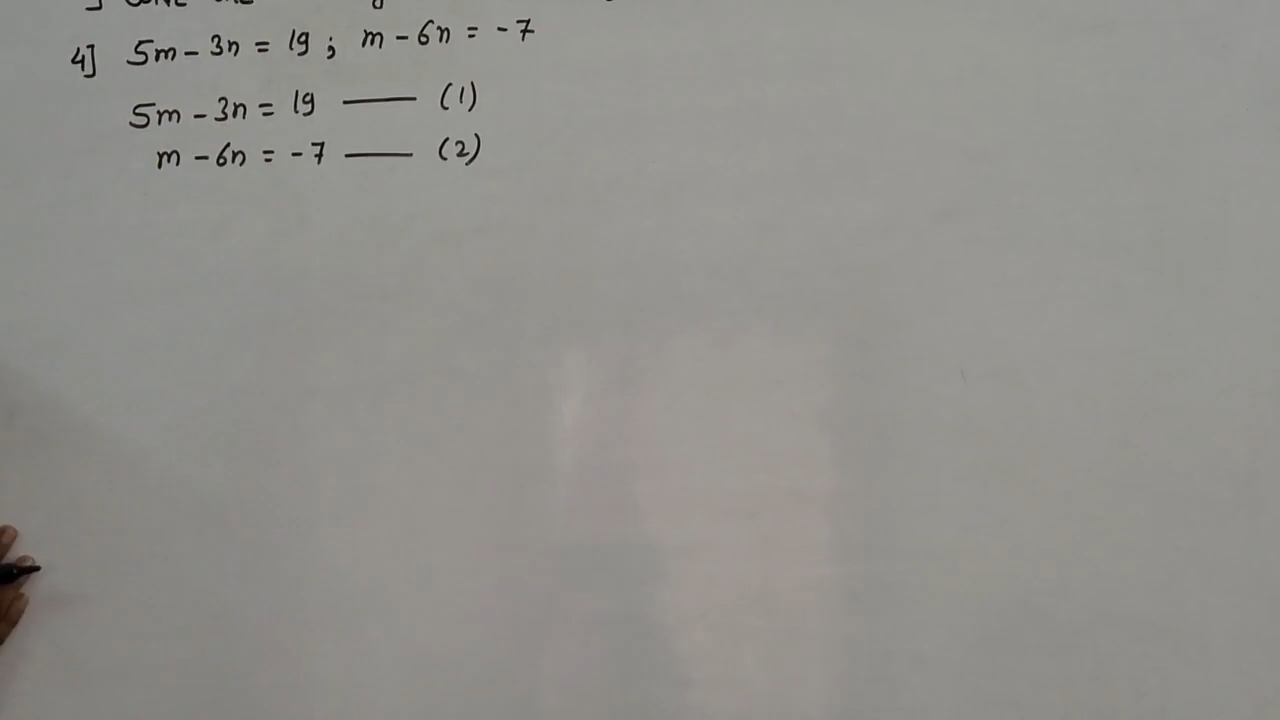 4] 5m - 3n = 19 ; m - 6n = -7
5m - 3n = 19 —— (1)
m - 6n = -7 —— (2)